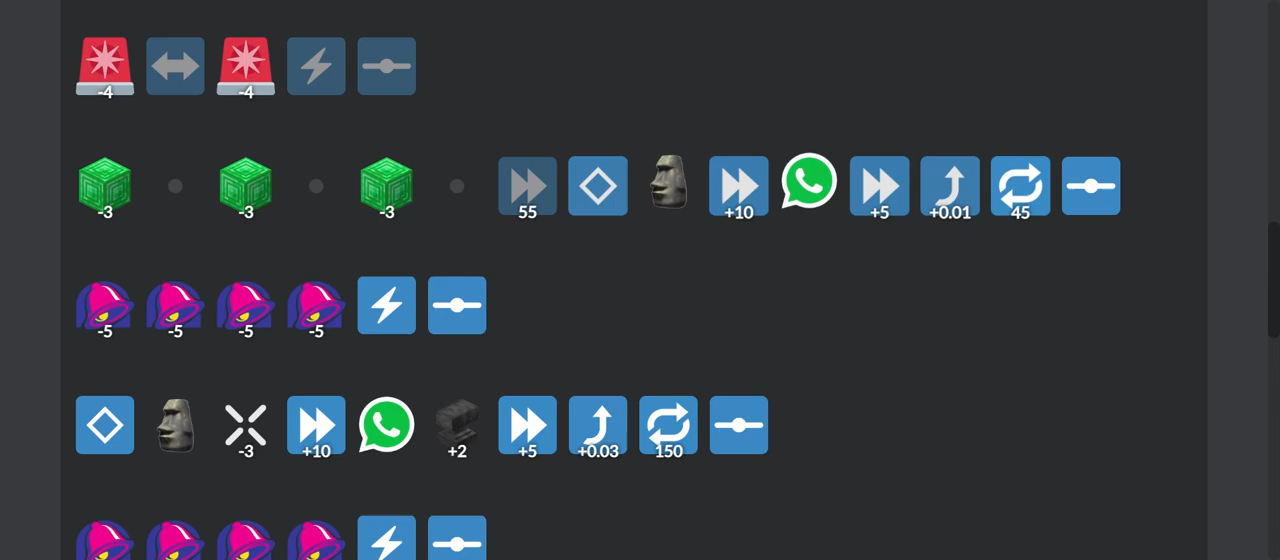 -4 -4
-3 -3 -3 55 +10 +5 +0.01 45
-5 -5 -5 -5
-3 +10 +2 +5 +0.03 150